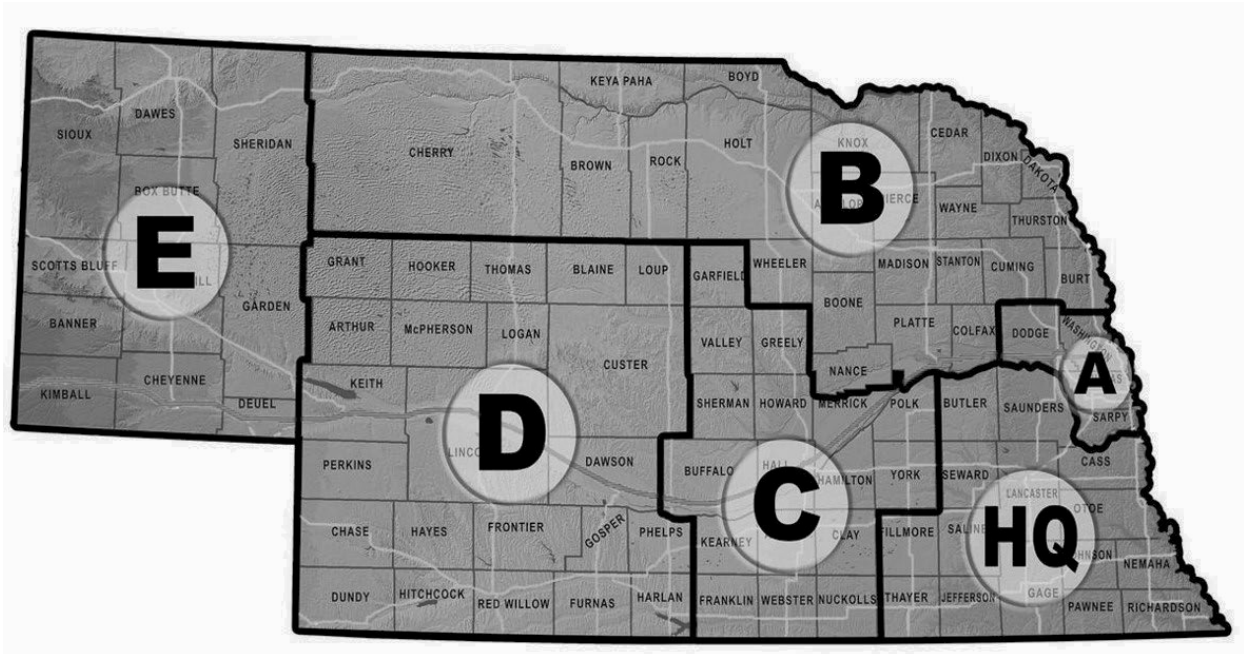 KEYA PAHA
BOYD
DAWES
SIOUX
SHERIDAN
CHERRY
BROWN
ROCK
HOLT
KNOX
CEDAR
DIXON
DAKOTA
BOX BUTTE
B
WAYNE
THURSTON
E
SCOTTS BLUFF
GARDEN
GRANT
HOOKER
THOMAS
BLAINE
LOUP
GARFIELD
WHEELER
MADISON
STANTON
CUMING
BURT
BANNER
ARTHUR
McPHERSON
LOGAN
BOONE
PLATTE
COLFAX
DODGE
WASHINGTON
VALLEY
GREELY
CUSTER
NANCE
A
KIMBALL
CHEYENNE
DEUEL
KEITH
SHERMAN
HOWARD
MERRICK
POLK
BUTLER
SAUNDERS
SARPY
D
PERKINS
DAWSON
BUFFALO
HALL
HAMILTON
YORK
SEWARD
CASS
C
LANCASTER
CHASE
HAYES
FRONTIER
GOSPER
PHELPS
KEARNEY
CLAY
FILLMORE
HQ
NEMAHA
DUNDY
HITCHCOCK
RED WILLOW
FURNAS
HARLAN
FRANKLIN
WEBSTER
NUCKOLLS
THAYER
JEFFERSON
GAGE
PAWNEE
RICHARDSON